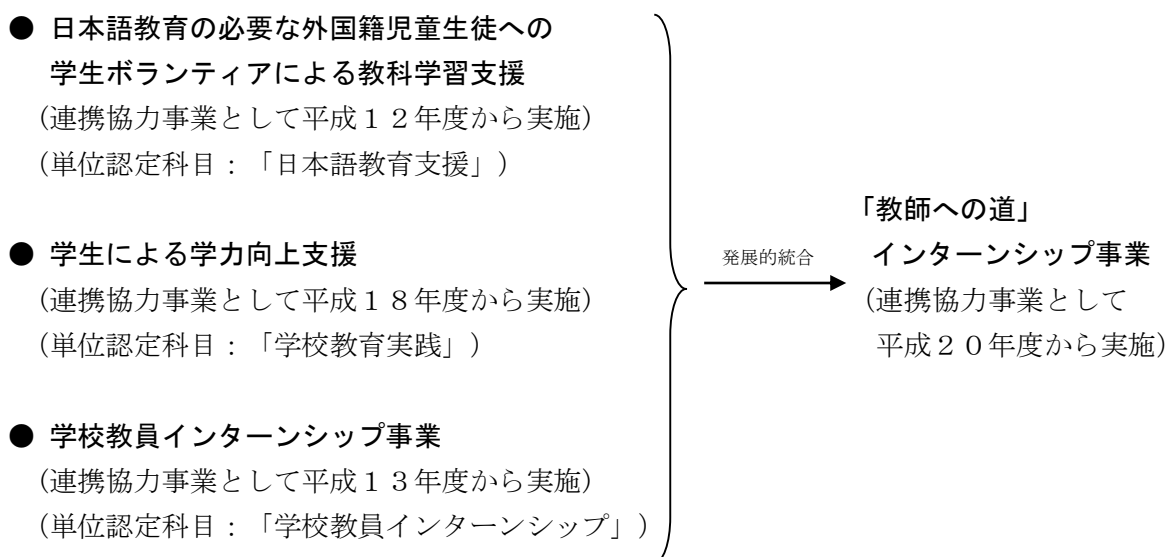 ● 日本語教育の必要な外国籍児童生徒への
学生ボランティアによる教科学習支援
（連携協力事業として平成１２年度から実施）
（単位認定科目：「日本語教育支援」）
● 学生による学力向上支援
（連携協力事業として平成１８年度から実施）
（単位認定科目：「学校教育実践」）
● 学校教員インターンシップ事業
（連携協力事業として平成１３年度から実施）
（単位認定科目：「学校教員インターンシップ」）
発展的統合
「教師への道」
インターンシップ事業
（連携協力事業として
平成２０年度から実施）